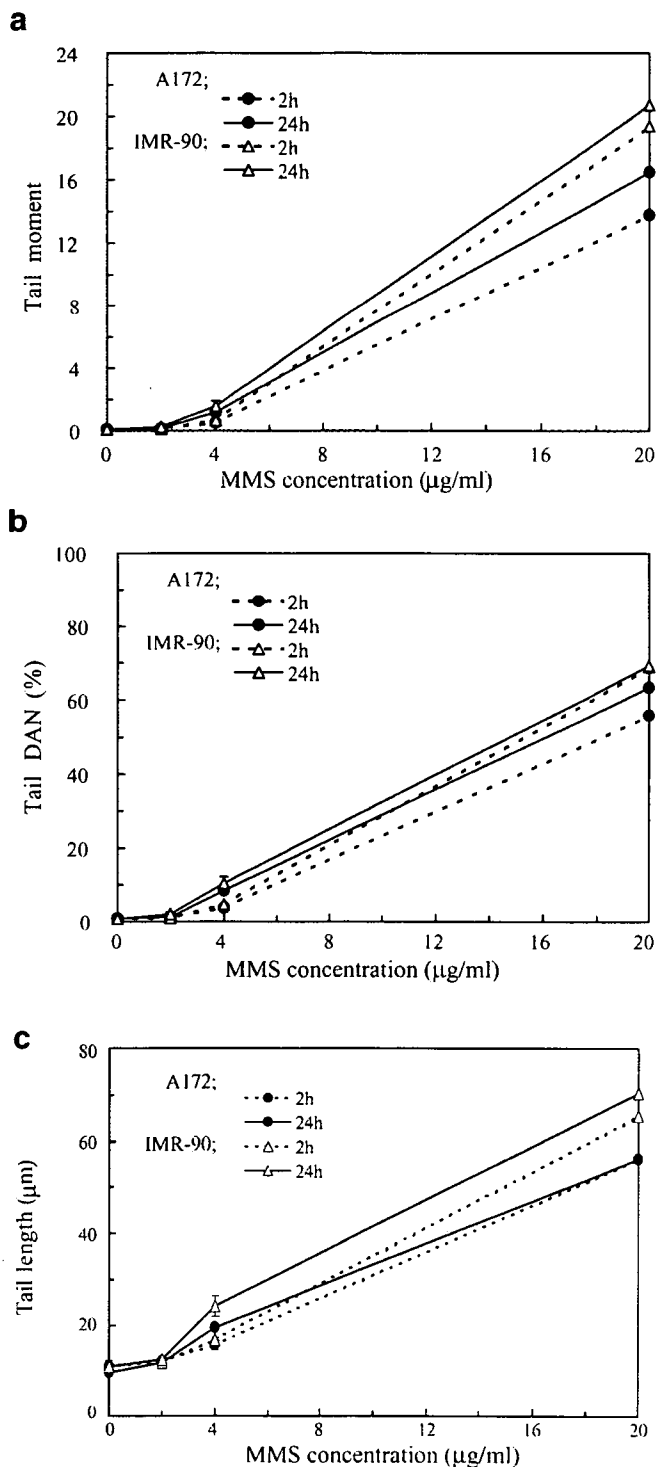 a
24
20
16
12
8
4
0
Tail moment
A172;
2h
24h
IMR-90;
2h
24h
0 4 8 12 16 20
MMS concentration (μg/ml)
b
100
80
60
40
20
0
Tail DAN (%)
A172;
2h
24h
IMR-90;
2h
24h
0 4 8 12 16 20
MMS concentration (μg/ml)
c
80
60
40
20
0
Tail length (μm)
A172;
2h
24h
IMR-90;
2h
24h
0 4 8 12 16 20
MMS concentration (μg/ml)